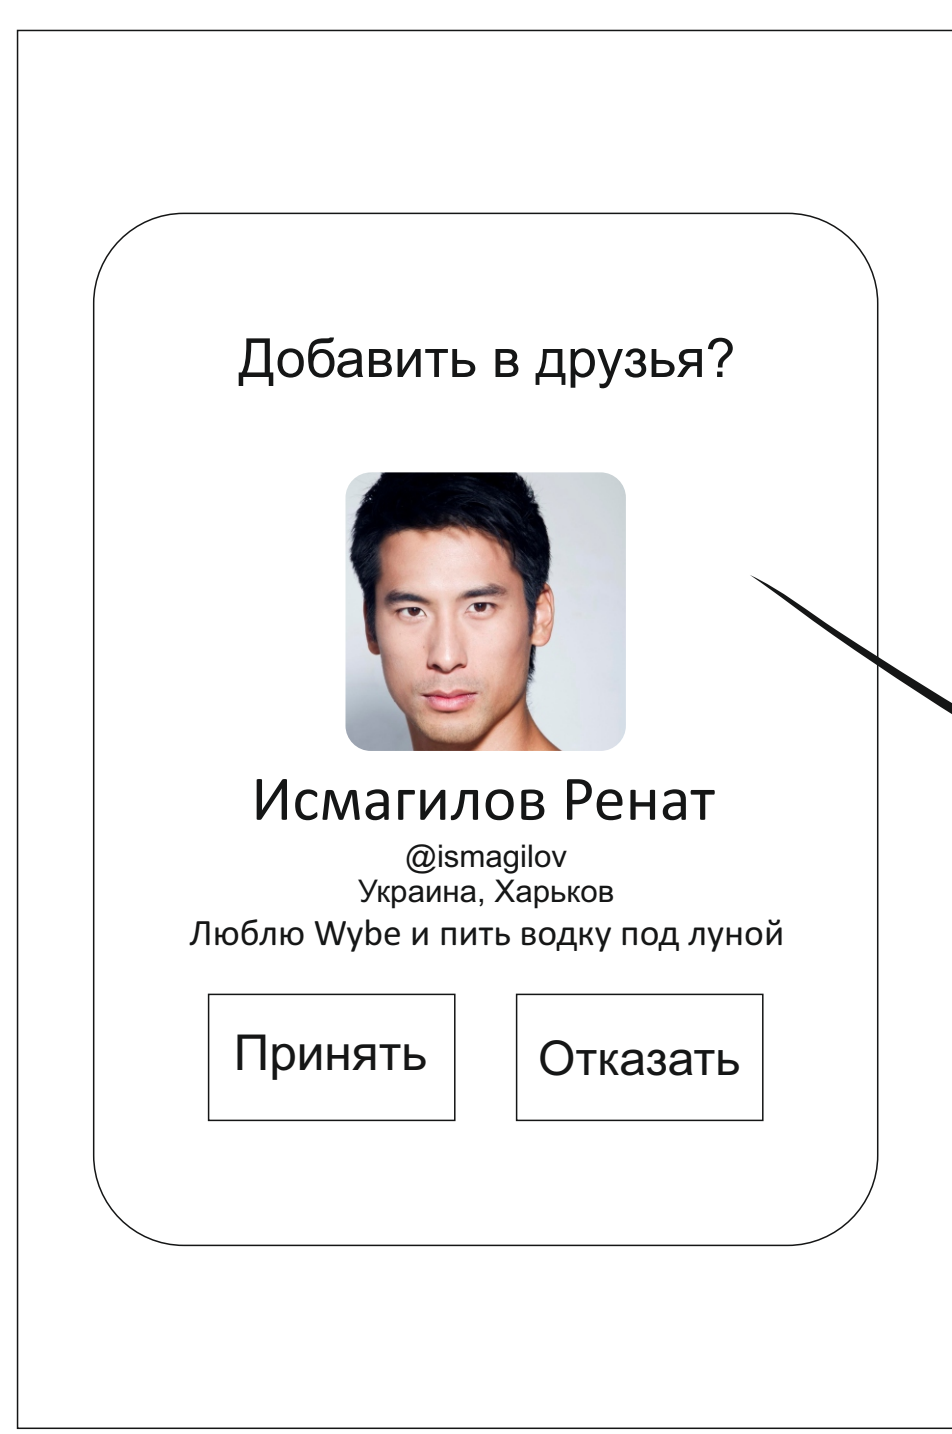 Добавить в друзья?
Исмагилов Ренат
@ismagilov
Украина, Харьков
Люблю Wybe и пить водку под луной
Принять
Отказать